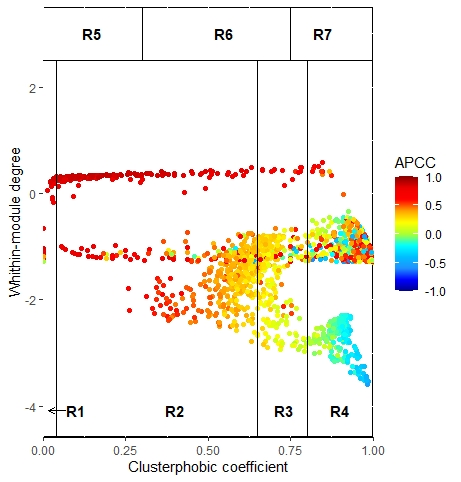 R5 R6 R7
APCC
1.0
0.5
0.0
-0.5
-1.0
2
0
-2
-4
Whithin-module degree
R1 R2 R3 R4
0.00 0.25 0.50 0.75 1.00
Clusterphobic coefficient